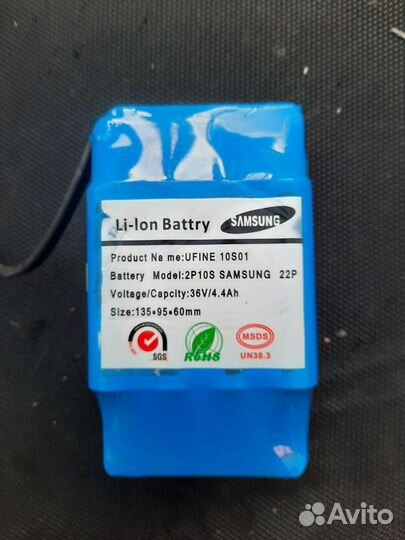 Li-Ion Battry SAMSUNG
Product Na me:UFINE 10S01
Battery Model:2P10S SAMSUNG 22P
Voltage/Capcity:36V/4.4Ah
Size:135*95*60mm
SGS
RoHS
MSDS
UN38.3
Avito